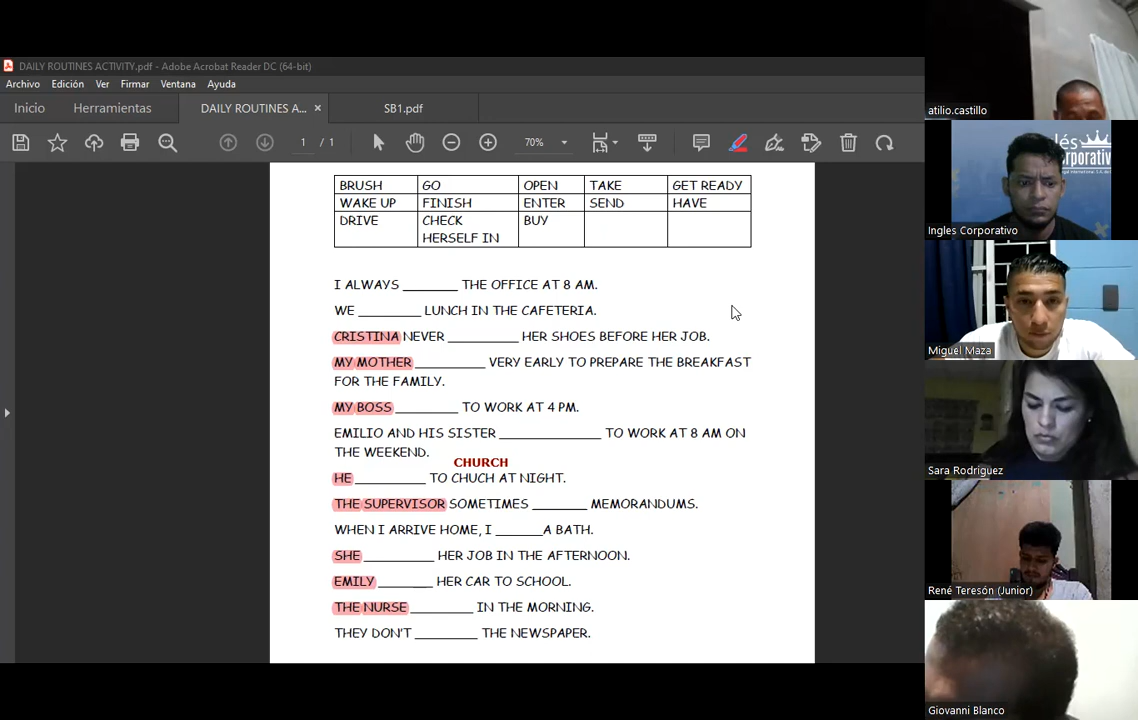 DAILY ROUTINES ACTIVITY.pdf - Adobe Acrobat Reader DC (64-bit)
Archivo Edición Ver Firmar Ventana Ayuda
Inicio Herramientas DAILY ROUTINES A... × SB1.pdf
1 / 1 70%
BRUSH GO OPEN TAKE GET READY
WAKE UP FINISH ENTER SEND HAVE
DRIVE CHECK BUY
HERSELF IN
I ALWAYS _______ THE OFFICE AT 8 AM.
WE ________ LUNCH IN THE CAFETERIA.
CRISTINA NEVER _________ HER SHOES BEFORE HER JOB.
MY MOTHER _________ VERY EARLY TO PREPARE THE BREAKFAST
FOR THE FAMILY.
MY BOSS ________ TO WORK AT 4 PM.
EMILIO AND HIS SISTER _____________ TO WORK AT 8 AM ON
THE WEEKEND.
CHURCH
HE _________ TO CHUCH AT NIGHT.
THE SUPERVISOR SOMETIMES _______ MEMORANDUMS.
WHEN I ARRIVE HOME, I ______A BATH.
SHE _________ HER JOB IN THE AFTERNOON.
EMILY _______ HER CAR TO SCHOOL.
THE NURSE ________ IN THE MORNING.
THEY DON'T ________ THE NEWSPAPER.
atilio.castillo
Ingles Corporativo
Miguel Maza
Sara Rodríguez
René Teresón (Junior)
Giovanni Blanco